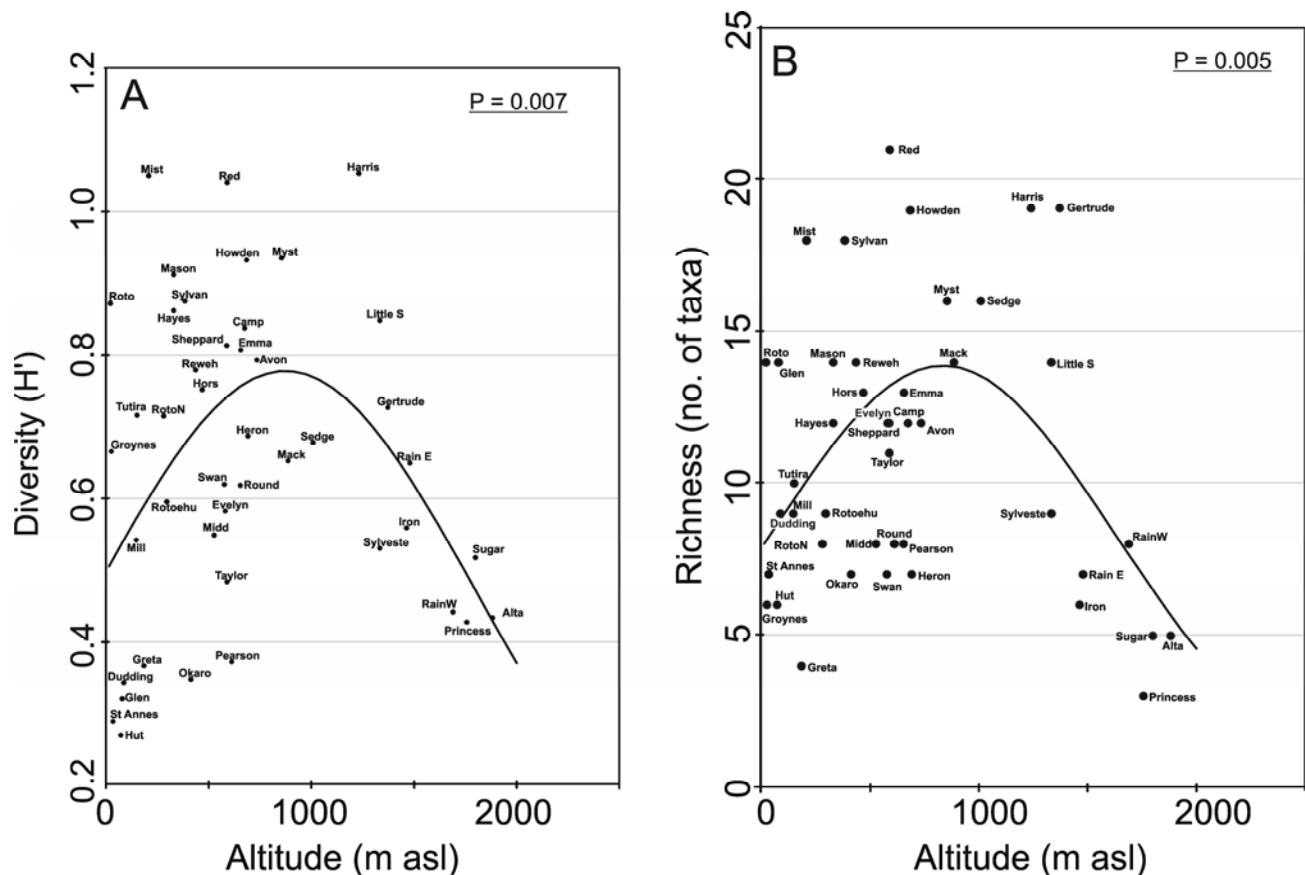 A
P = 0.007
1.2
1.0
0.8
0.6
0.4
0.2
Diversity (H')
Mist
Red
Harris
Howden
Myst
Mason
Roto
Sylvan
Hayes
Little S
Camp
Sheppard
Emma
Avon
Reweh
Hors
Gertrude
Tutira
RotoN
Groynes
Heron
Sedge
Mack
Rain E
Swan
Round
Rotoehu
Evelyn
Midd
Iron
Mill
Sylveste
Sugar
Taylor
RainW
Alta
Princess
Greta
Pearson
Dudding
Okaro
Glen
St Annes
Hut
0
1000
2000
Altitude (m asl)
B
P = 0.005
25
20
15
10
5
0
Richness (no. of taxa)
Red
Harris
Howden
Gertrude
Mist
Sylvan
Myst
Sedge
Roto
Mason
Mack
Glen
Reweh
Little S
Hors
Emma
Evelyn
Camp
Hayes
Sheppard
Avon
Taylor
Tutira
Mill
Dudding
Rotoehu
Sylveste
Round
RainW
RotoN
Midd
Pearson
St Annes
Okaro
Swan
Heron
Rain E
Hut
Groynes
Iron
Sugar
Alta
Greta
Princess
0
1000
2000
Altitude (m asl)